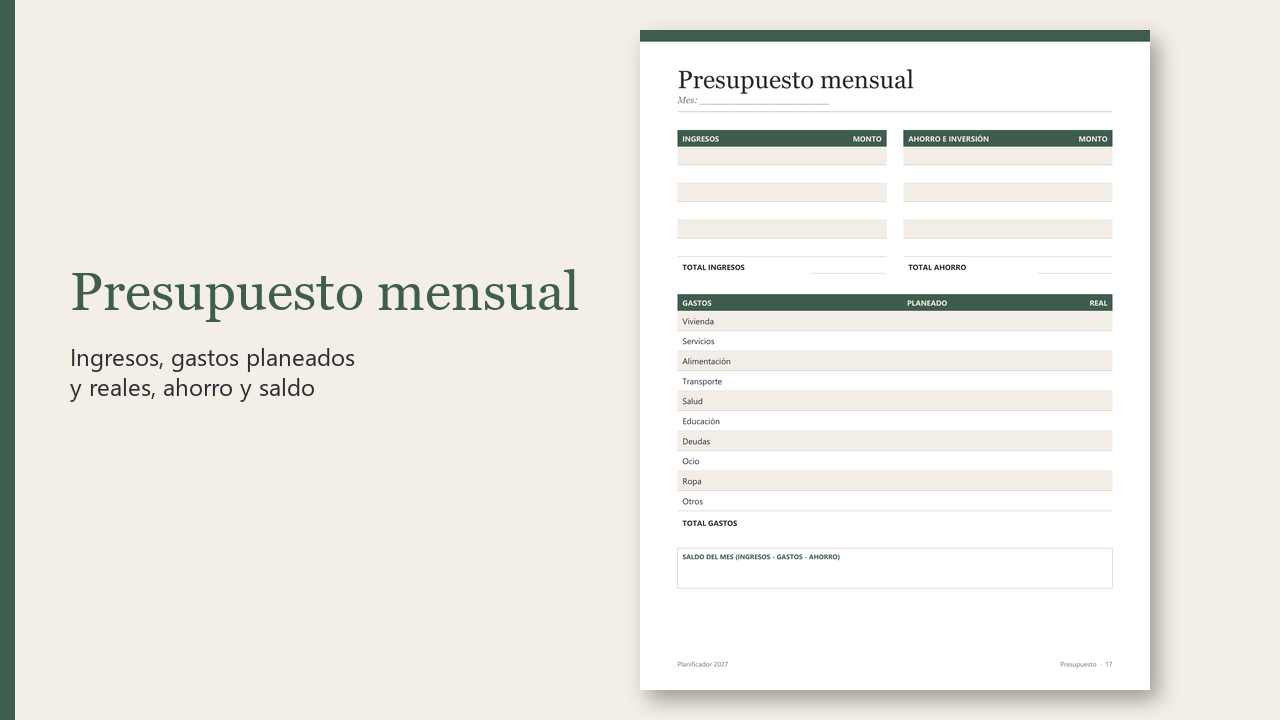 Presupuesto mensual
Ingresos, gastos planeados
y reales, ahorro y saldo
Presupuesto mensual
Mes: __________________________
INGRESOS MONTO
AHORRO E INVERSIÓN MONTO
TOTAL INGRESOS
TOTAL AHORRO
GASTOS PLANEADO REAL
Vivienda
Servicios
Alimentación
Transporte
Salud
Educación
Deudas
Ocio
Ropa
Otros
TOTAL GASTOS
SALDO DEL MES (INGRESOS - GASTOS - AHORRO)
Planificador 2027
Presupuesto · 17